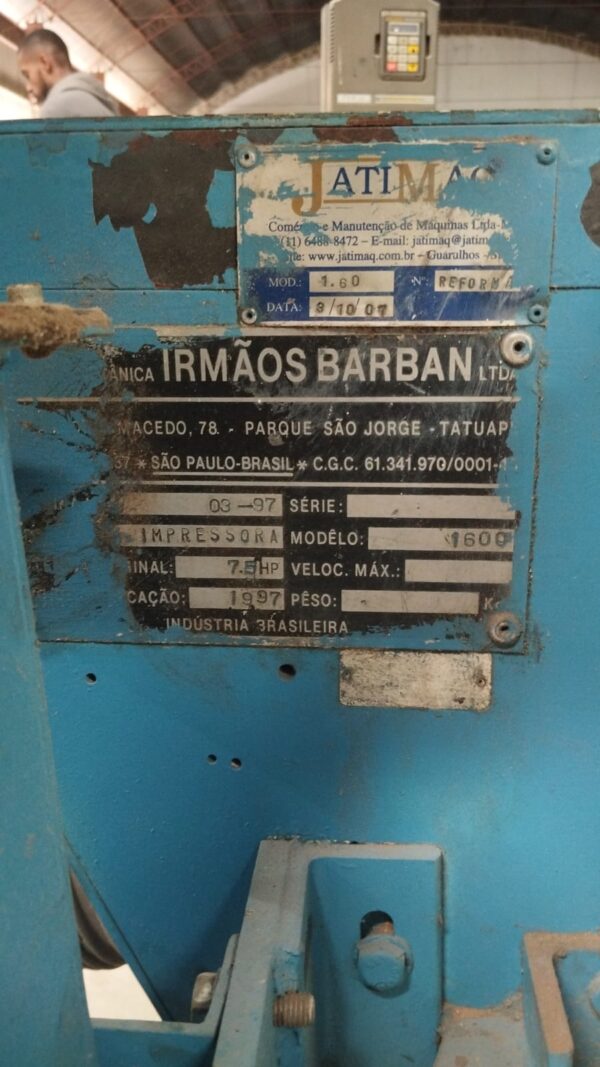 JATIMAQ
Comércio e Manutenção de Máquinas Ltda
(11) 6488-8472 – E-mail: jatimaq@jatim
www.jatimaq.com.br – Guarulhos -
MOD.: 1.60 Nº: REFORMA
DATA: 9/10/07
ÂNICA IRMÃOS BARBAN LTDA
MACEDO, 78. - PARQUE SÃO JORGE - TATUAP
37 * SÃO PAULO-BRASIL * C.G.C. 61.341.970/0001-
03-97 SÉRIE:
IMPRESSORA MODÊLO: 1600
INAL: 7.5 HP VELOC. MÁX.:
CAÇÃO: 1997 PÊSO: K
INDÚSTRIA BRASILEIRA